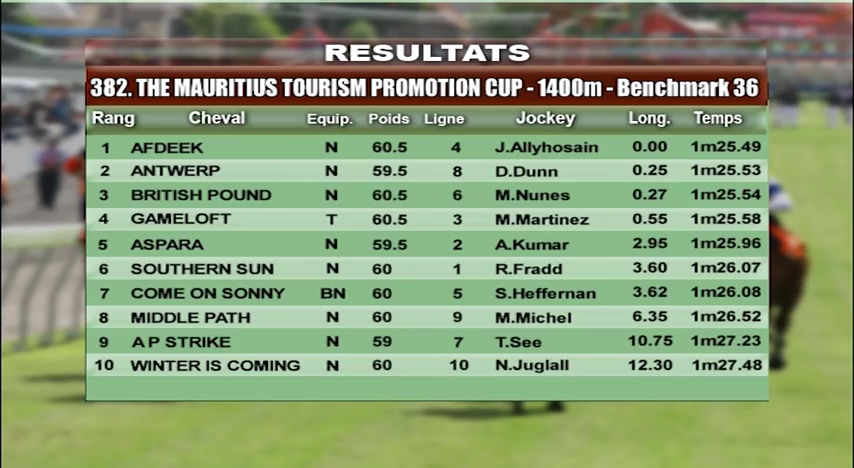 RESULTATS
382. THE MAURITIUS TOURISM PROMOTION CUP - 1400m - Benchmark 36
Rang Cheval Equip. Poids Ligne Jockey Long. Temps
1 AFDEEK N 60.5 4 J.Allyhosain 0.00 1m25.49
2 ANTWERP N 59.5 8 D.Dunn 0.25 1m25.53
3 BRITISH POUND N 60.5 6 M.Nunes 0.27 1m25.54
4 GAMELOFT T 60.5 3 M.Martinez 0.55 1m25.58
5 ASPARA N 59.5 2 A.Kumar 2.95 1m25.96
6 SOUTHERN SUN N 60 1 R.Fradd 3.60 1m26.07
7 COME ON SONNY BN 60 5 S.Heffernan 3.62 1m26.08
8 MIDDLE PATH N 60 9 M.Michel 6.35 1m26.52
9 A P STRIKE N 59 7 T.See 10.75 1m27.23
10 WINTER IS COMING N 60 10 N.Juglall 12.30 1m27.48